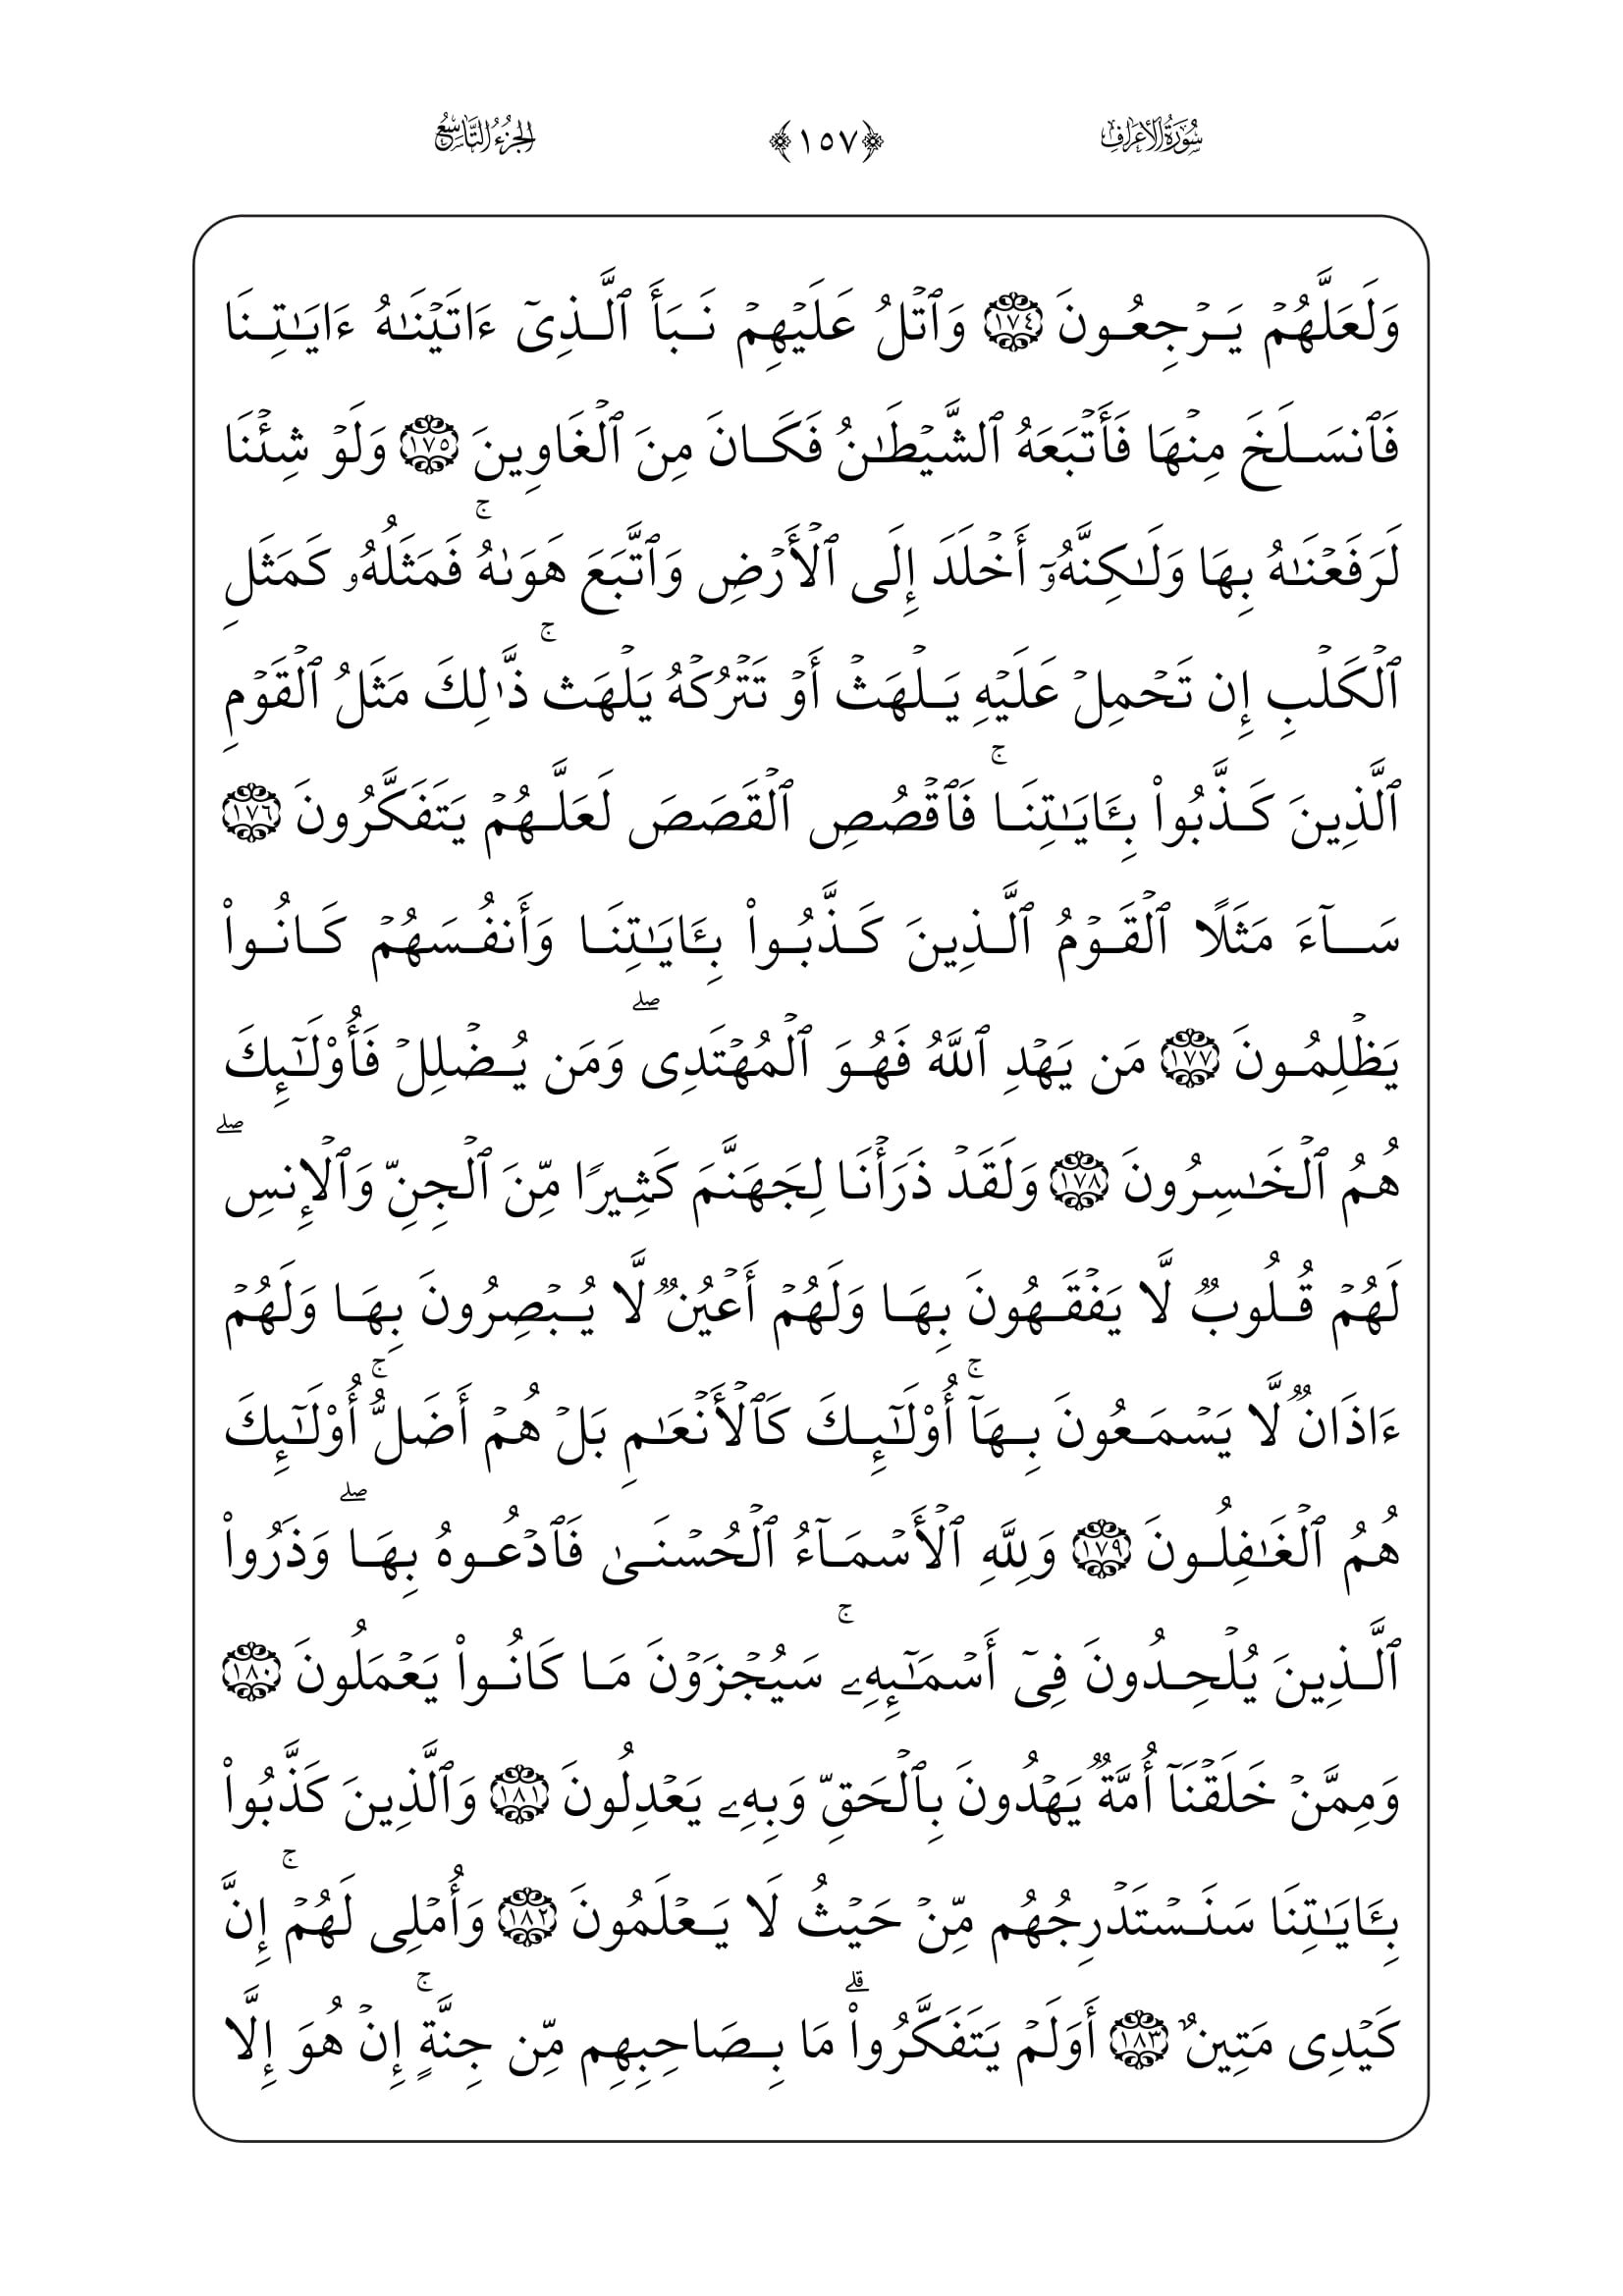 سُورَةُ الأَعْرَافِ ﴿١٥٧﴾ الجُزْءُ التَّاسِعُ
وَلَعَلَّهُمۡ يَرۡجِعُونَ ١٧٤ وَٱتۡلُ عَلَيۡهِمۡ نَبَأَ ٱلَّذِىٓ ءَاتَيۡنَٰهُ ءَايَٰتِنَا
فَٱنسَلَخَ مِنۡهَا فَأَتۡبَعَهُ ٱلشَّيۡطَٰنُ فَكَانَ مِنَ ٱلۡغَاوِينَ ١٧٥ وَلَوۡ شِئۡنَا
لَرَفَعۡنَٰهُ بِهَا وَلَٰكِنَّهُۥٓ أَخۡلَدَ إِلَى ٱلۡأَرۡضِ وَٱتَّبَعَ هَوَىٰهُۚ فَمَثَلُهُۥ كَمَثَلِ
ٱلۡكَلۡبِ إِن تَحۡمِلۡ عَلَيۡهِ يَلۡهَثۡ أَوۡ تَتۡرُكۡهُ يَلۡهَثۚ ذَّٰلِكَ مَثَلُ ٱلۡقَوۡمِ
ٱلَّذِينَ كَذَّبُواْ بِـَٔايَٰتِنَاۚ فَٱقۡصُصِ ٱلۡقَصَصَ لَعَلَّهُمۡ يَتَفَكَّرُونَ ١٧٦
سَآءَ مَثَلًا ٱلۡقَوۡمُ ٱلَّذِينَ كَذَّبُواْ بِـَٔايَٰتِنَا وَأَنفُسَهُمۡ كَانُواْ
يَظۡلِمُونَ ١٧٧ مَن يَهۡدِ ٱللَّهُ فَهُوَ ٱلۡمُهۡتَدِىۖ وَمَن يُضۡلِلۡ فَأُوْلَٰٓئِكَ
هُمُ ٱلۡخَٰسِرُونَ ١٧٨ وَلَقَدۡ ذَرَأۡنَا لِجَهَنَّمَ كَثِيرًا مِّنَ ٱلۡجِنِّ وَٱلۡإِنسِۖ
لَهُمۡ قُلُوبٌ لَّا يَفۡقَهُونَ بِهَا وَلَهُمۡ أَعۡيُنٌ لَّا يُبۡصِرُونَ بِهَا وَلَهُمۡ
ءَاذَانٌ لَّا يَسۡمَعُونَ بِهَآۚ أُوْلَٰٓئِكَ كَٱلۡأَنۡعَٰمِ بَلۡ هُمۡ أَضَلُّۚ أُوْلَٰٓئِكَ
هُمُ ٱلۡغَٰفِلُونَ ١٧٩ وَلِلَّهِ ٱلۡأَسۡمَآءُ ٱلۡحُسۡنَىٰ فَٱدۡعُوهُ بِهَاۖ وَذَرُواْ
ٱلَّذِينَ يُلۡحِدُونَ فِىٓ أَسۡمَٰٓئِهِۦۚ سَيُجۡزَوۡنَ مَا كَانُواْ يَعۡمَلُونَ ١٨٠
وَمِمَّنۡ خَلَقۡنَآ أُمَّةٌ يَهۡدُونَ بِٱلۡحَقِّ وَبِهِۦ يَعۡدِلُونَ ١٨١ وَٱلَّذِينَ كَذَّبُواْ
بِـَٔايَٰتِنَا سَنَسۡتَدۡرِجُهُم مِّنۡ حَيۡثُ لَا يَعۡلَمُونَ ١٨٢ وَأُمۡلِى لَهُمۡۚ إِنَّ
كَيۡدِى مَتِينٌ ١٨٣ أَوَلَمۡ يَتَفَكَّرُواْۗ مَا بِصَاحِبِهِم مِّن جِنَّةٍۚ إِنۡ هُوَ إِلَّا